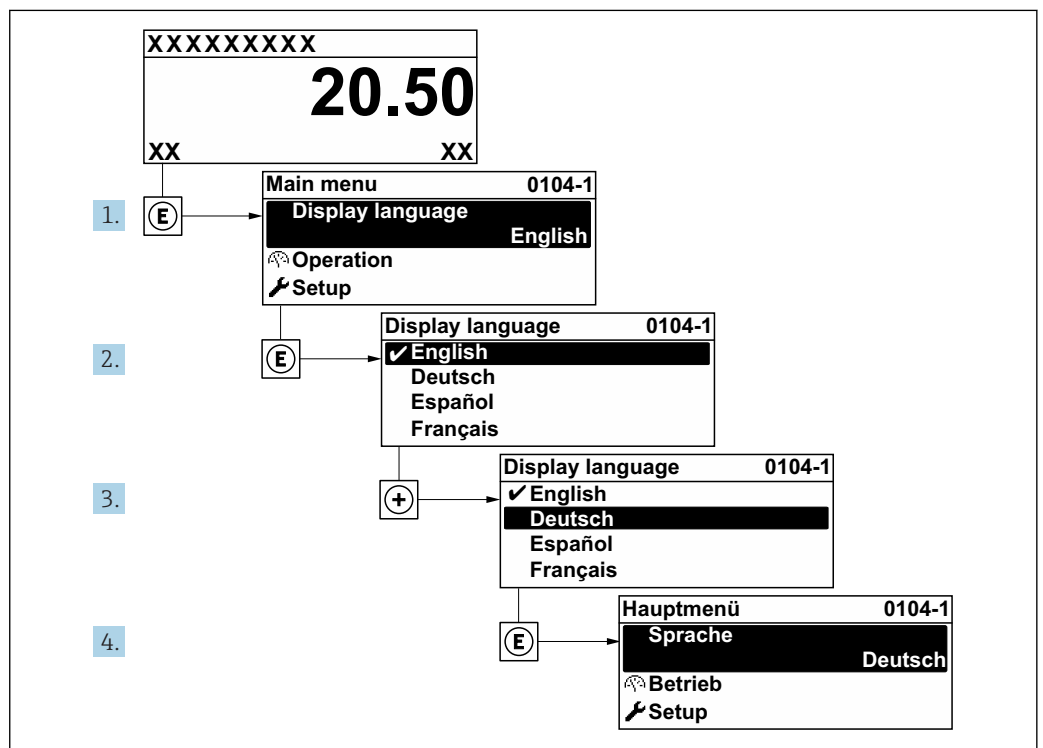 XXXXXXXXX
20.50
XX XX
1. E
Main menu 0104-1
Display language
English
Operation
Setup
2. E
Display language 0104-1
✔English
Deutsch
Español
Français
3. +
Display language 0104-1
✔English
Deutsch
Español
Français
4. E
Hauptmenü 0104-1
Sprache
Deutsch
Betrieb
Setup